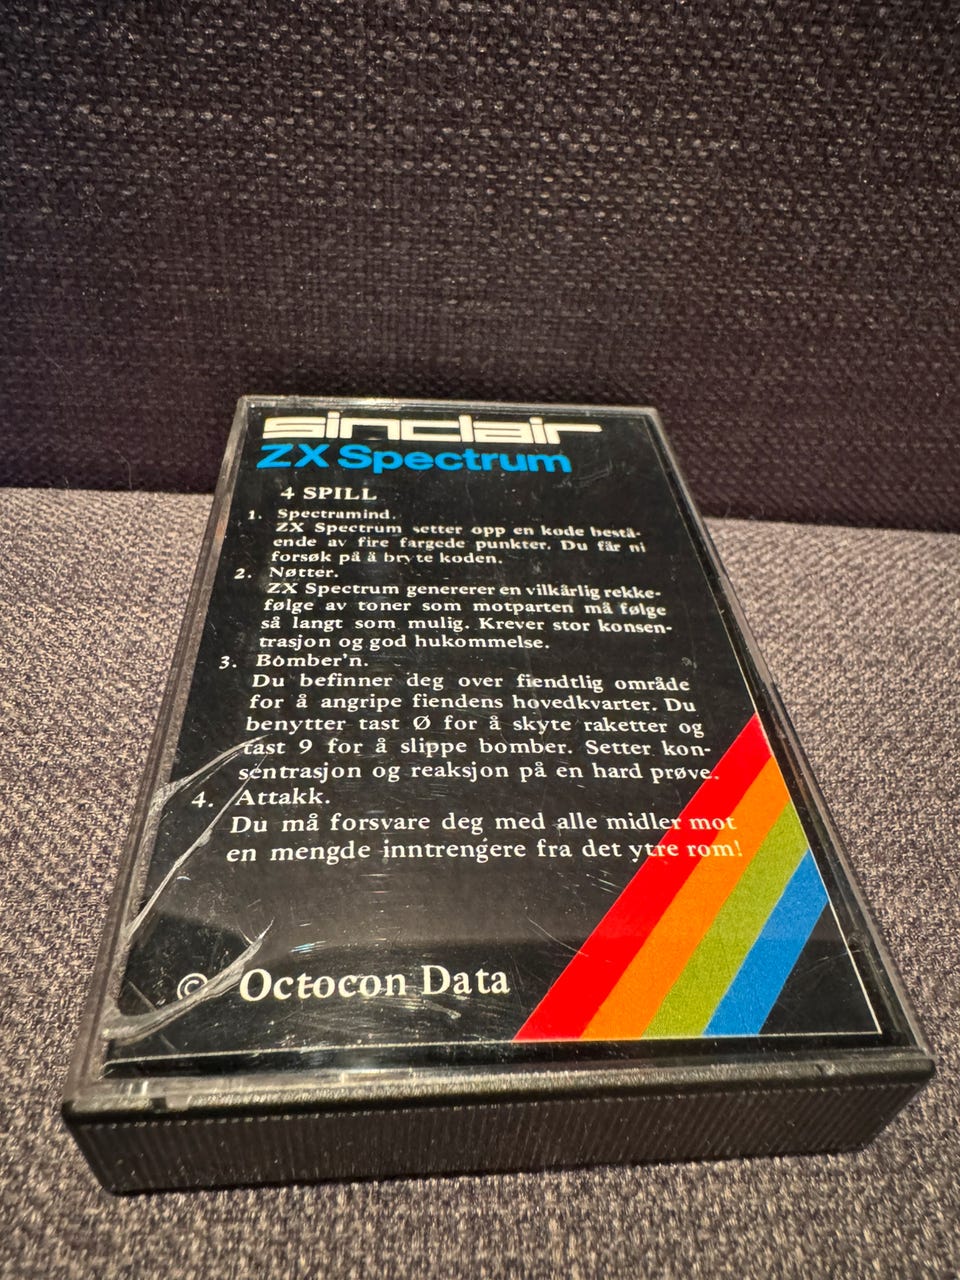 sinclair
ZX Spectrum
4 SPILL
1. Spectramind.
ZX Spectrum setter opp en kode bestå-
ende av fire fargede punkter. Du får ni
forsøk på å bryte koden.
2. Nøtter.
ZX Spectrum genererer en vilkårlig rekke-
følge av toner som motparten må følge
så langt som mulig. Krever stor konsen-
trasjon og god hukommelse.
3. Bomber'n.
Du befinner deg over fiendtlig område
for å angripe fiendens hovedkvarter. Du
benytter tast Ø for å skyte raketter og
tast 9 for å slippe bomber. Setter kon-
sentrasjon og reaksjon på en hard prøve.
4. Attakk.
Du må forsvare deg med alle midler mot
en mengde inntrengere fra det ytre rom!
© Octocon Data